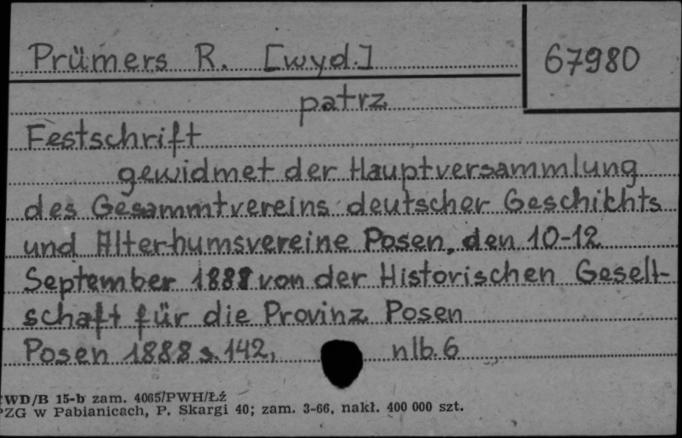 Prümers R. [wyd.]
67980
patrz
Festschrift
gewidmet der Hauptversammlung
des Gesammtvereins deutscher Geschichts
und Alterhumsvereine Posen, den 10-12
September 1888 von der Historischen Gesell-
schaft für die Provinz Posen
Posen 1888 s. 142, nlb. 6
WD/B 15-b zam. 4065/PWH/Łź
PZG w Pabianicach, P. Skargi 40; zam. 3-66, nakł. 400 000 szt.